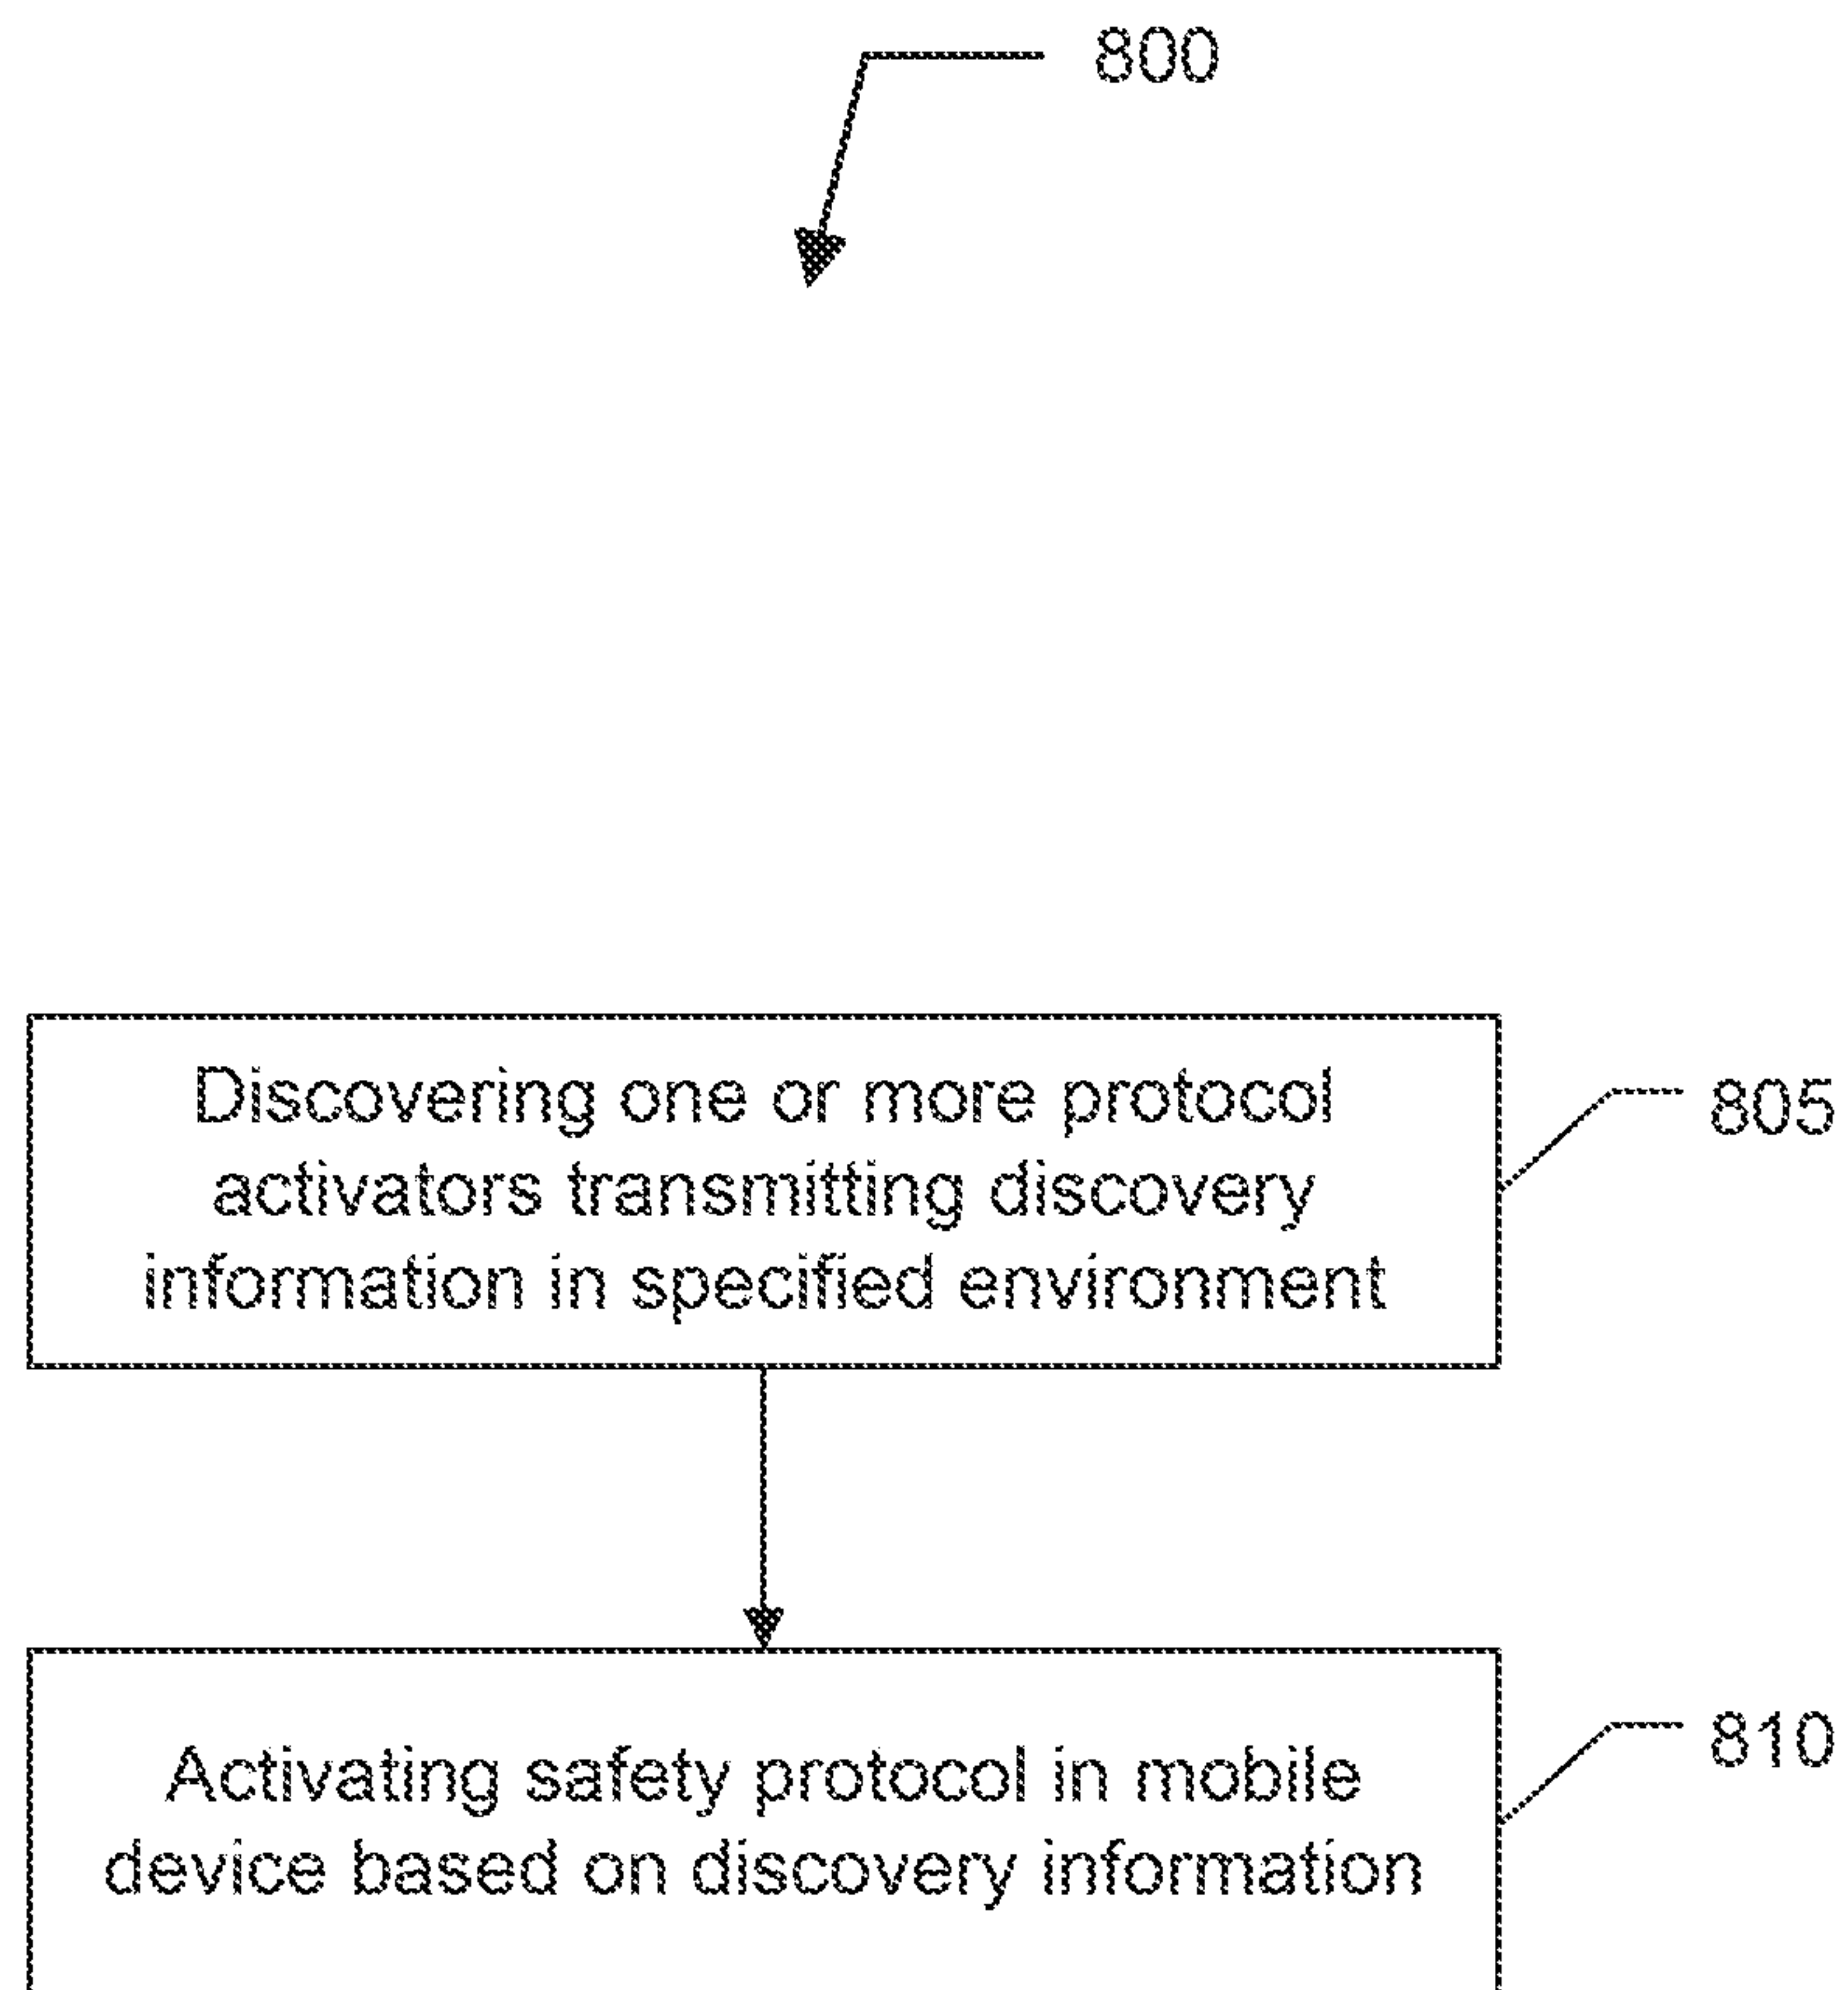 800
Discovering one or more protocol
activators transmitting discovery
information in specified environment
805
Activating safety protocol in mobile
device based on discovery information
810